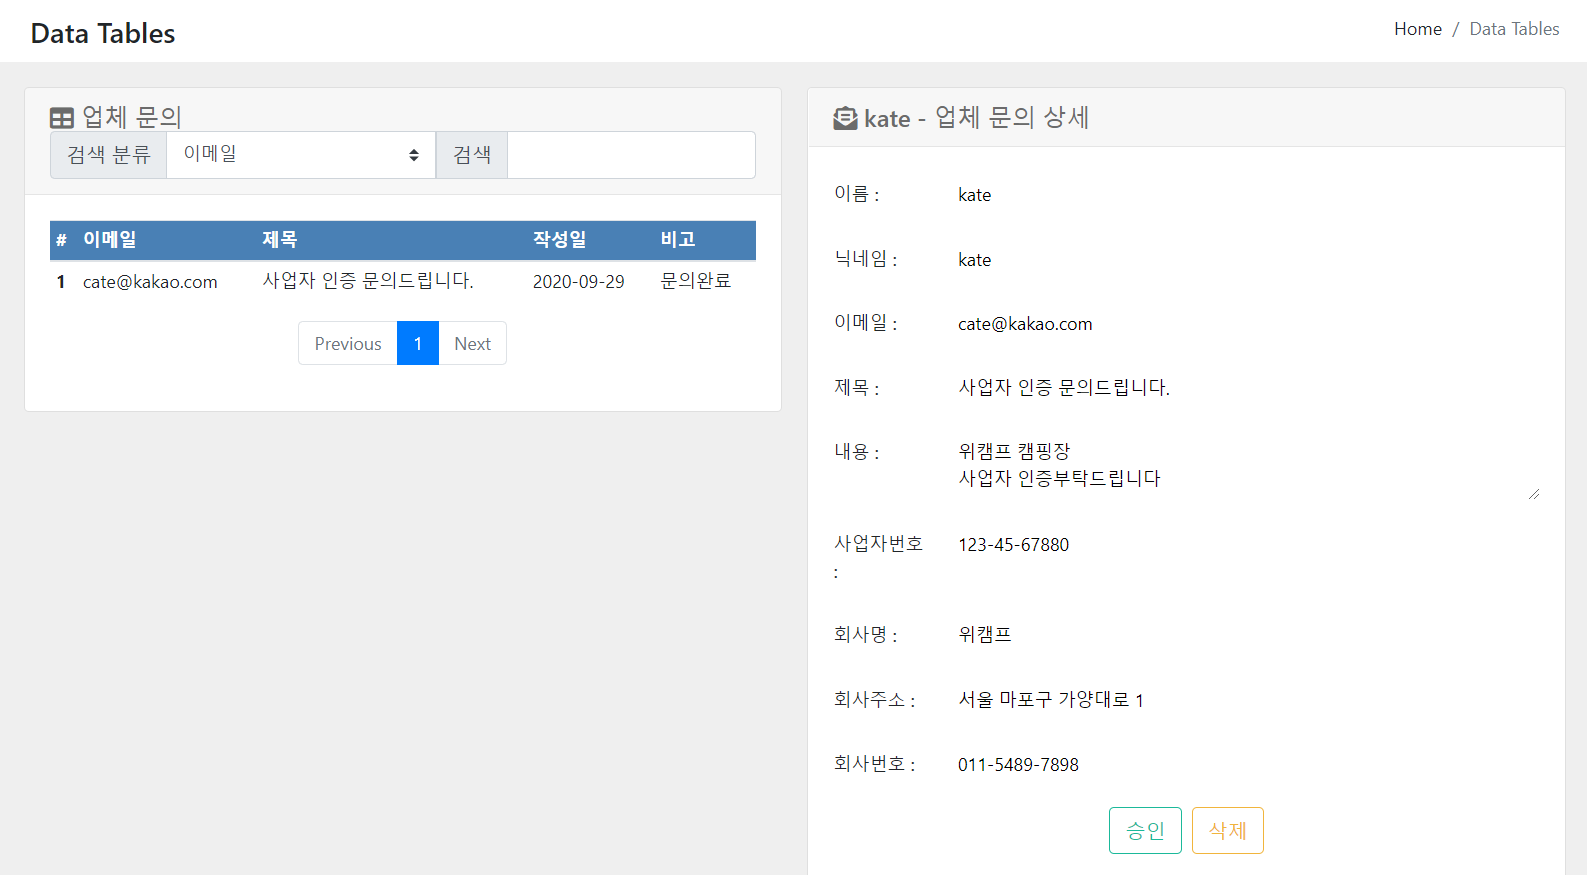 Data Tables
Home / Data Tables
업체 문의
검색 분류 이메일 검색
# 이메일 제목 작성일 비고
1 cate@kakao.com 사업자 인증 문의드립니다. 2020-09-29 문의완료
Previous 1 Next
kate - 업체 문의 상세
이름 : kate
닉네임 : kate
이메일 : cate@kakao.com
제목 : 사업자 인증 문의드립니다.
내용 : 위캠프 캠핑장
사업자 인증부탁드립니다
사업자번호 123-45-67880
:
회사명 : 위캠프
회사주소 : 서울 마포구 가양대로 1
회사번호 : 011-5489-7898
승인 삭제